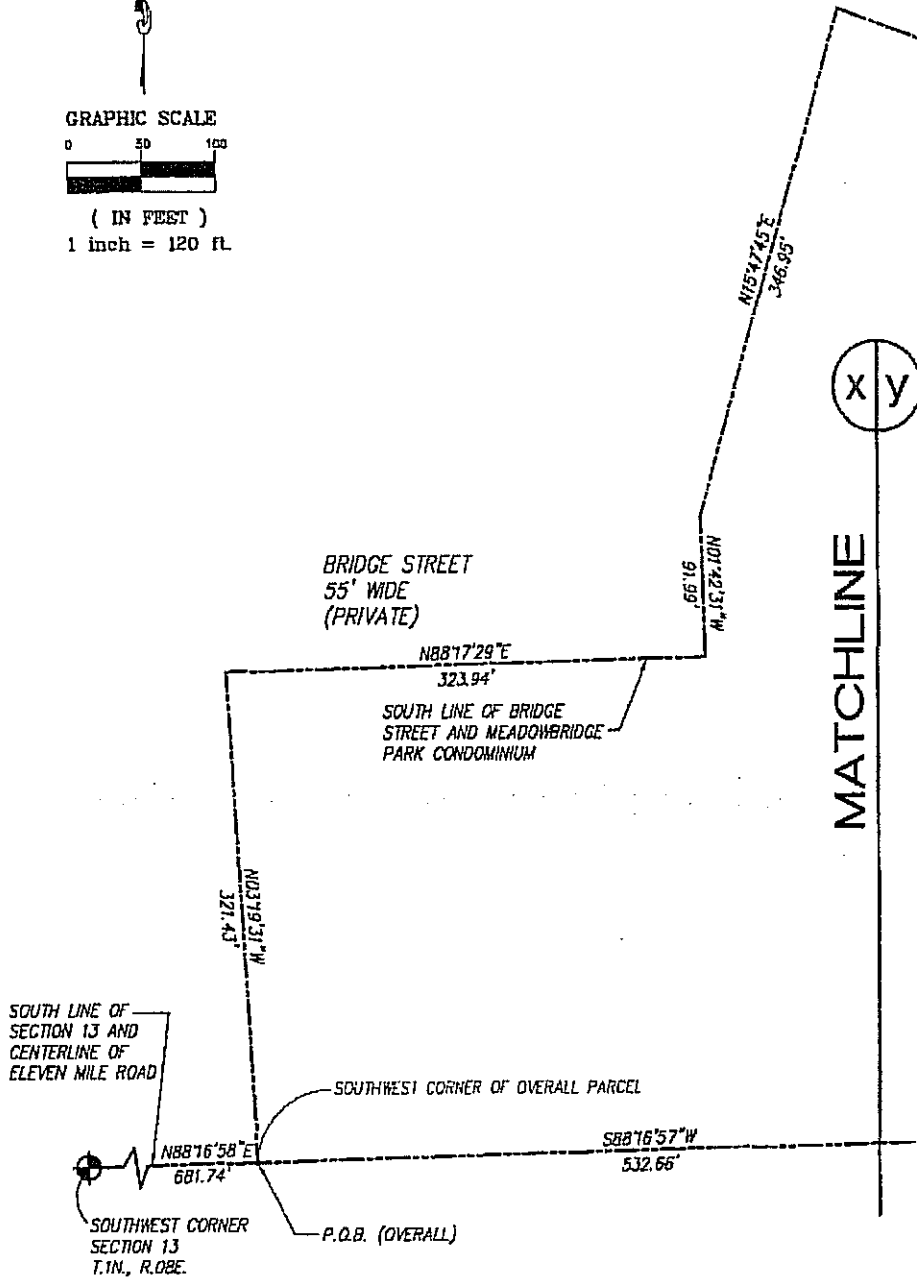 GRAPHIC SCALE
0 50 100
( IN FEET )
1 inch = 120 ft.
N15°47'45"E
346.95'
x y
MATCHLINE
BRIDGE STREET
55' WIDE
(PRIVATE)
N01°42'31"W
91.99'
N88°17'29"E
323.94'
SOUTH LINE OF BRIDGE
STREET AND MEADOWBRIDGE
PARK CONDOMINIUM
N03°19'31"W
321.43'
SOUTH LINE OF
SECTION 13 AND
CENTERLINE OF
ELEVEN MILE ROAD
SOUTHWEST CORNER OF OVERALL PARCEL
N88°16'58"E
681.74'
S88°16'57"W
532.66'
P.O.B. (OVERALL)
SOUTHWEST CORNER
SECTION 13
T.1N., R.08E.